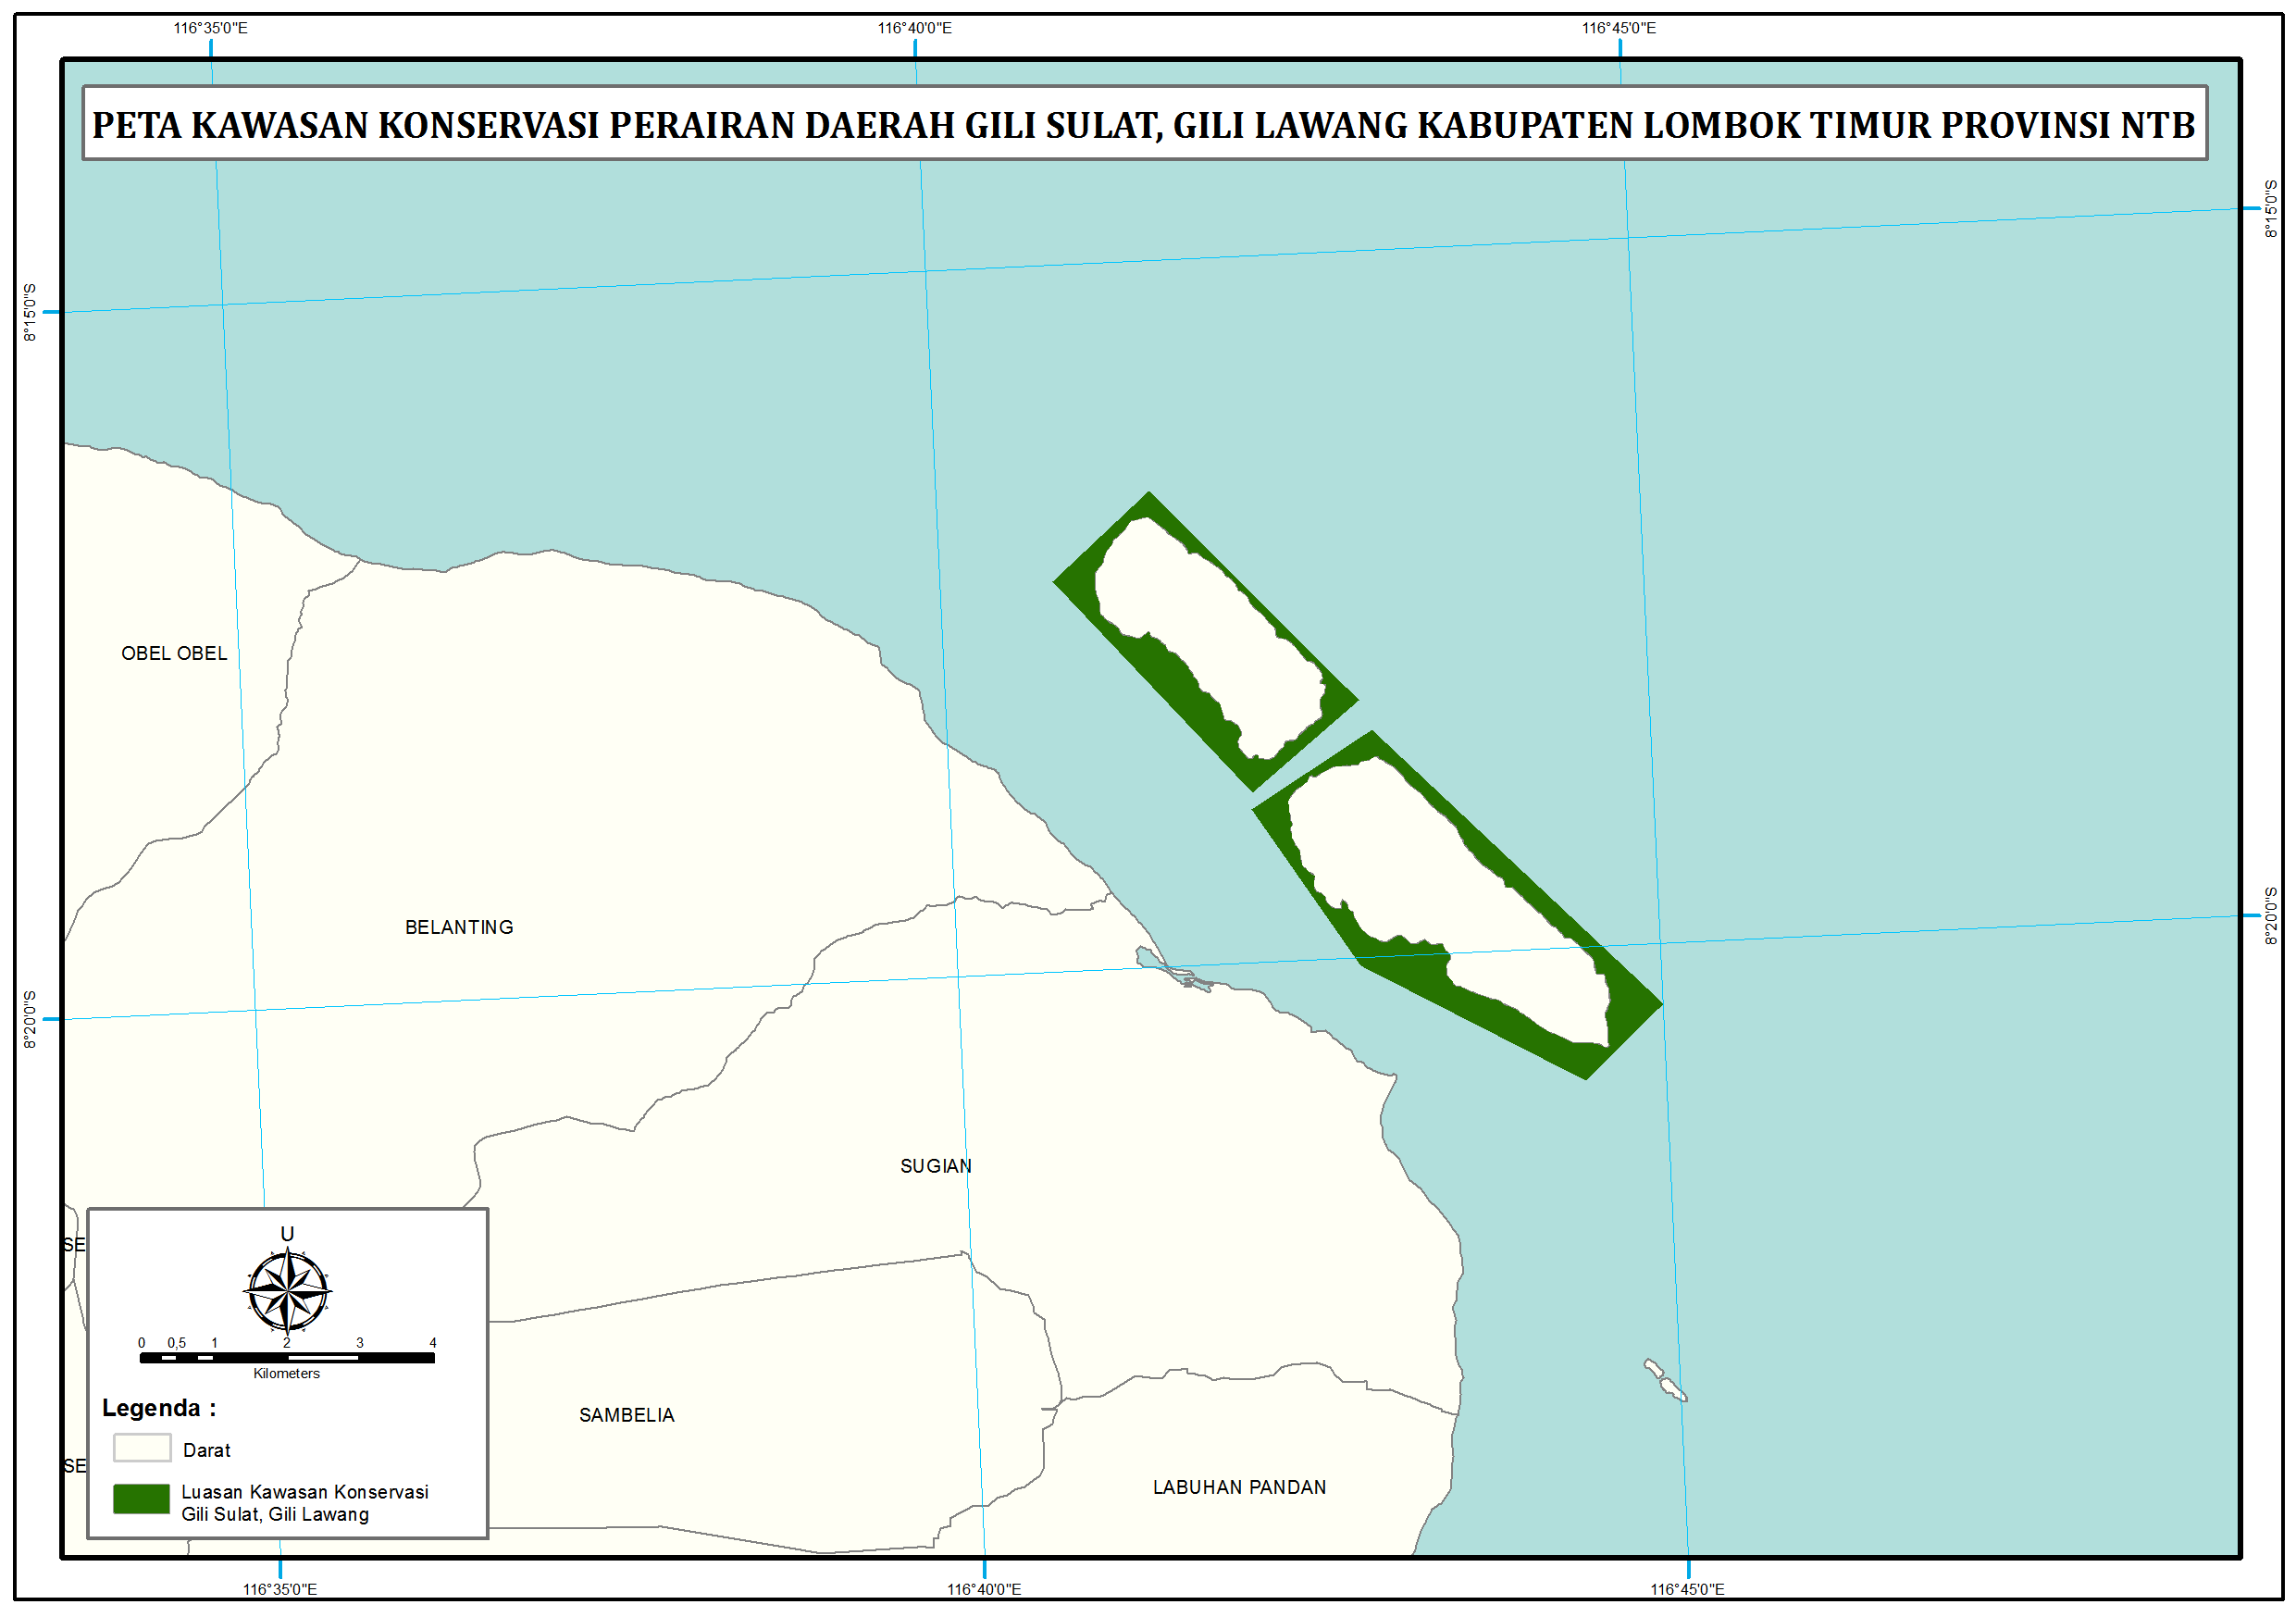 116°35'0"E
116°40'0"E
116°45'0"E
PETA KAWASAN KONSERVASI PERAIRAN DAERAH GILI SULAT, GILI LAWANG KABUPATEN LOMBOK TIMUR PROVINSI NTB
8°15'0"S
8°15'0"S
OBEL OBEL
BELANTING
8°20'0"S
8°20'0"S
SUGIAN
SE
U
0 0,5 1 2 3 4
Kilometers
Legenda :
SAMBELIA
Darat
SE
LABUHAN PANDAN
Luasan Kawasan Konservasi
Gili Sulat, Gili Lawang
116°35'0"E
116°40'0"E
116°45'0"E